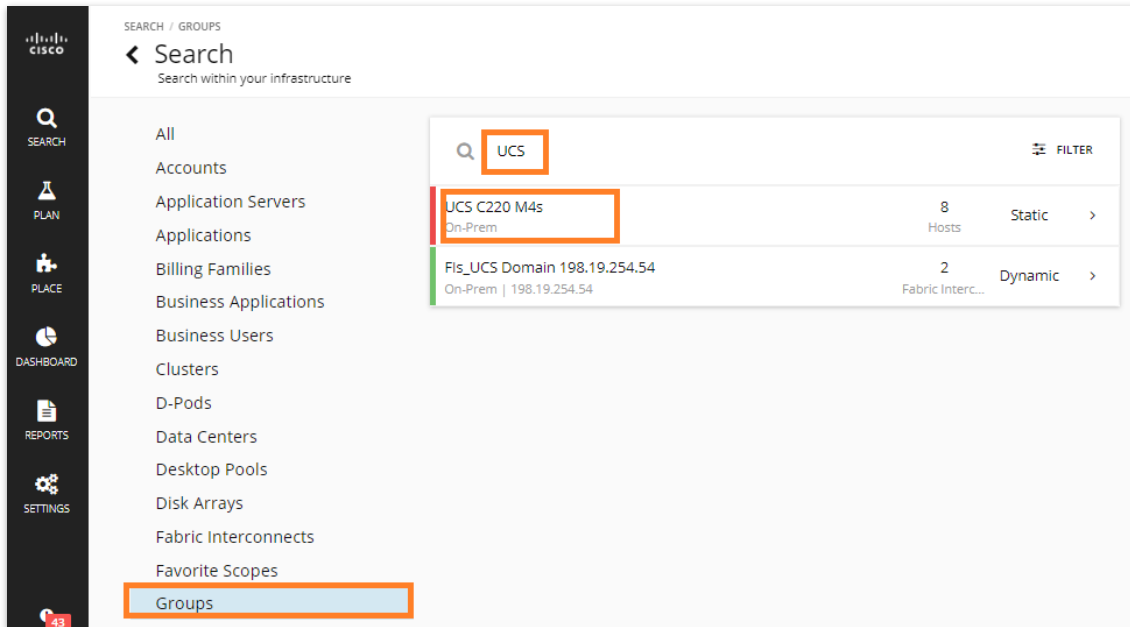 CISCO
SEARCH
PLAN
PLACE
DASHBOARD
REPORTS
SETTINGS
43
SEARCH / GROUPS
Search
Search within your infrastructure
All
Accounts
Application Servers
Applications
Billing Families
Business Applications
Business Users
Clusters
D-Pods
Data Centers
Desktop Pools
Disk Arrays
Fabric Interconnects
Favorite Scopes
Groups
UCS
FILTER
UCS C220 M4s
On-Prem
8
Hosts
Static
FIs_UCS Domain 198.19.254.54
On-Prem | 198.19.254.54
2
Fabric Interc...
Dynamic